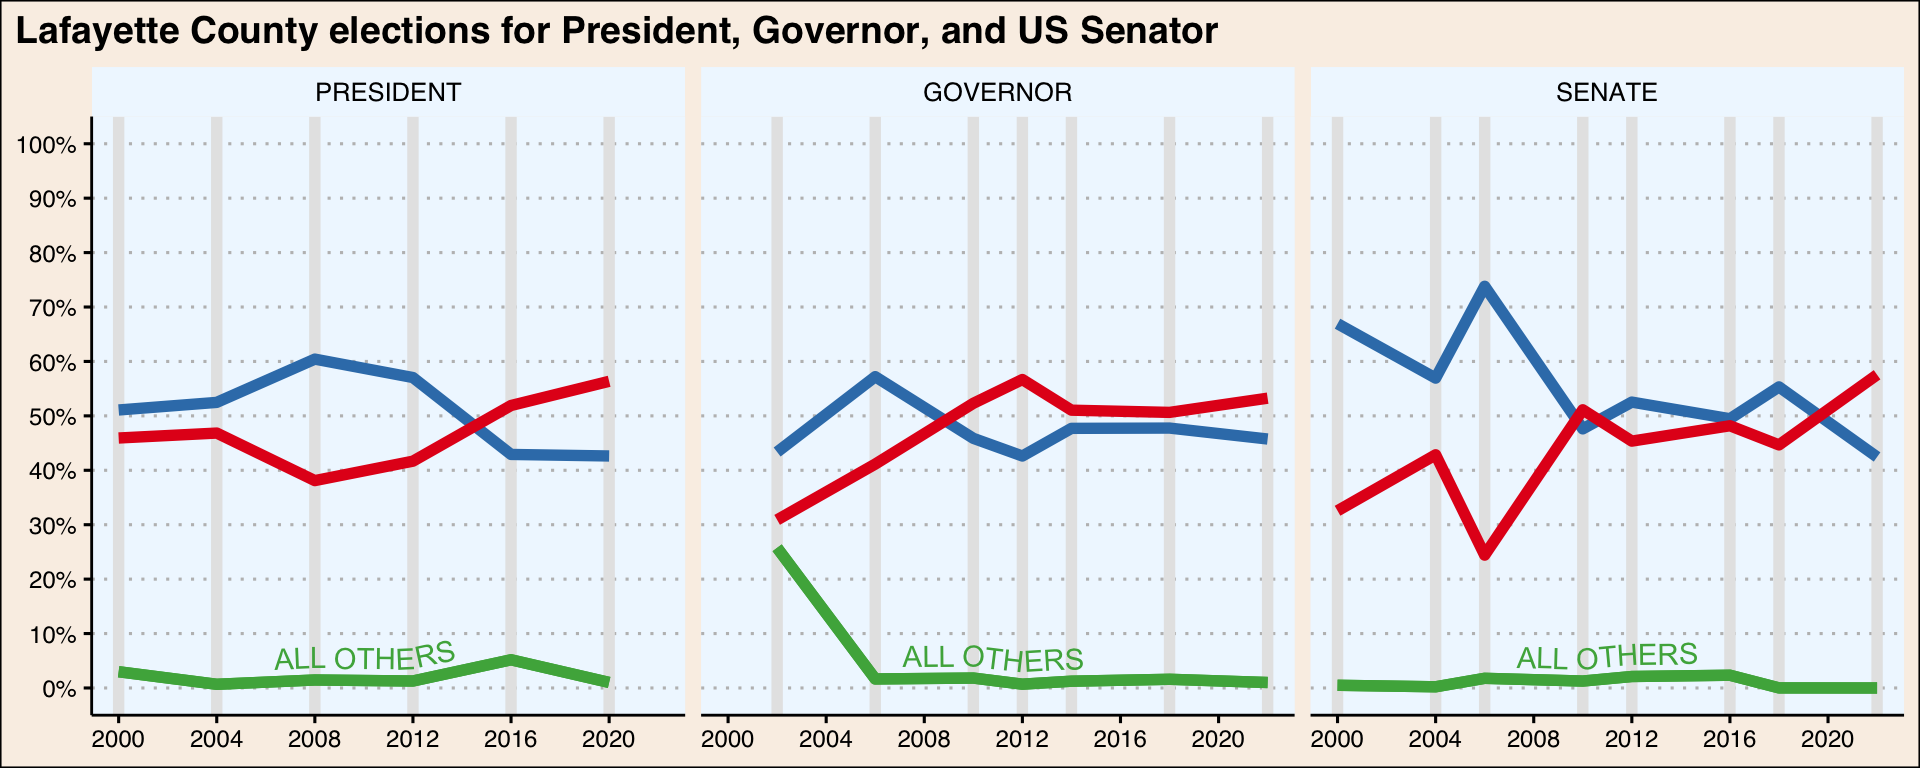 Lafayette County elections for President, Governor, and US Senator
PRESIDENT
GOVERNOR
SENATE
100%
90%
80%
70%
60%
50%
40%
30%
20%
10%
0%
ALL OTHERS
ALL OTHERS
ALL OTHERS
2000 2004 2008 2012 2016 2020
2000 2004 2008 2012 2016 2020
2000 2004 2008 2012 2016 2020